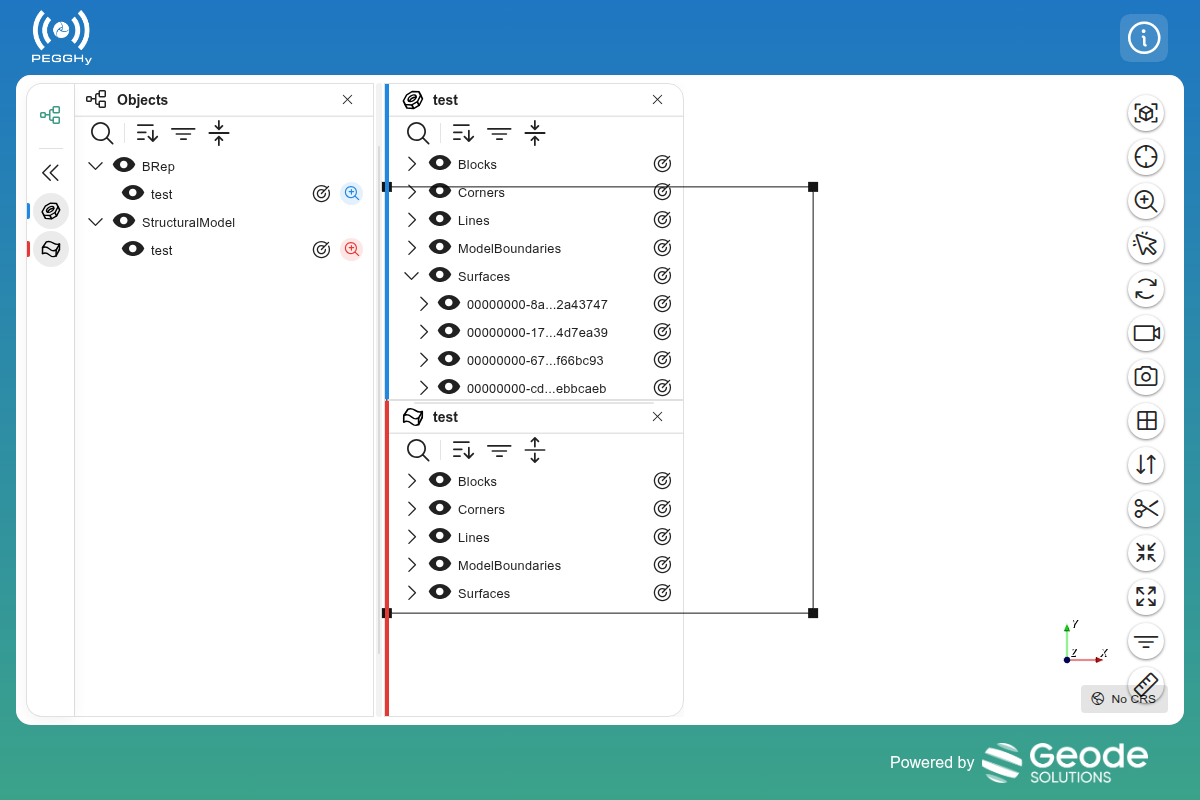 PEGGHy
Objects
BRep
test
StructuralModel
test
test
Blocks
Corners
Lines
ModelBoundaries
Surfaces
00000000-8a...2a43747
00000000-17...4d7ea39
00000000-67...f66bc93
00000000-cd...ebbcaeb
test
Blocks
Corners
Lines
ModelBoundaries
Surfaces
Y
Z X
No CRS
Powered by Geode
SOLUTIONS